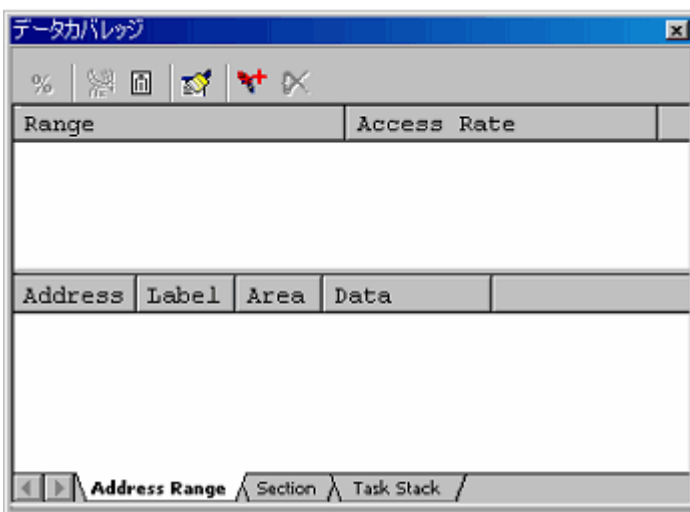 データカバレッジ
%
Range Access Rate
Address Label Area Data
Address Range Section Task Stack